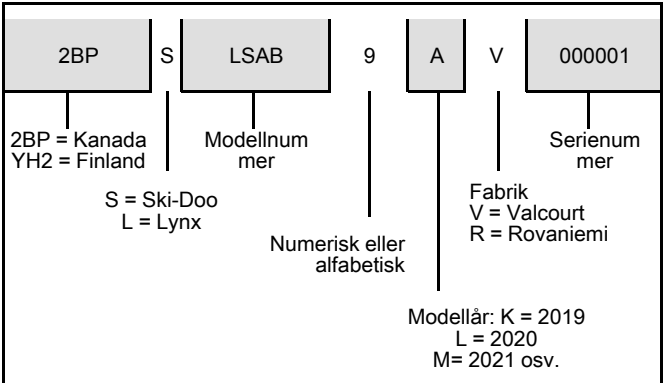 2BP S LSAB 9 A V 000001
2BP = Kanada
YH2 = Finland
Modellnum
mer
Serienum
mer
S = Ski-Doo
L = Lynx
Fabrik
V = Valcourt
R = Rovaniemi
Numerisk eller
alfabetisk
Modellår: K = 2019
L = 2020
M= 2021 osv.